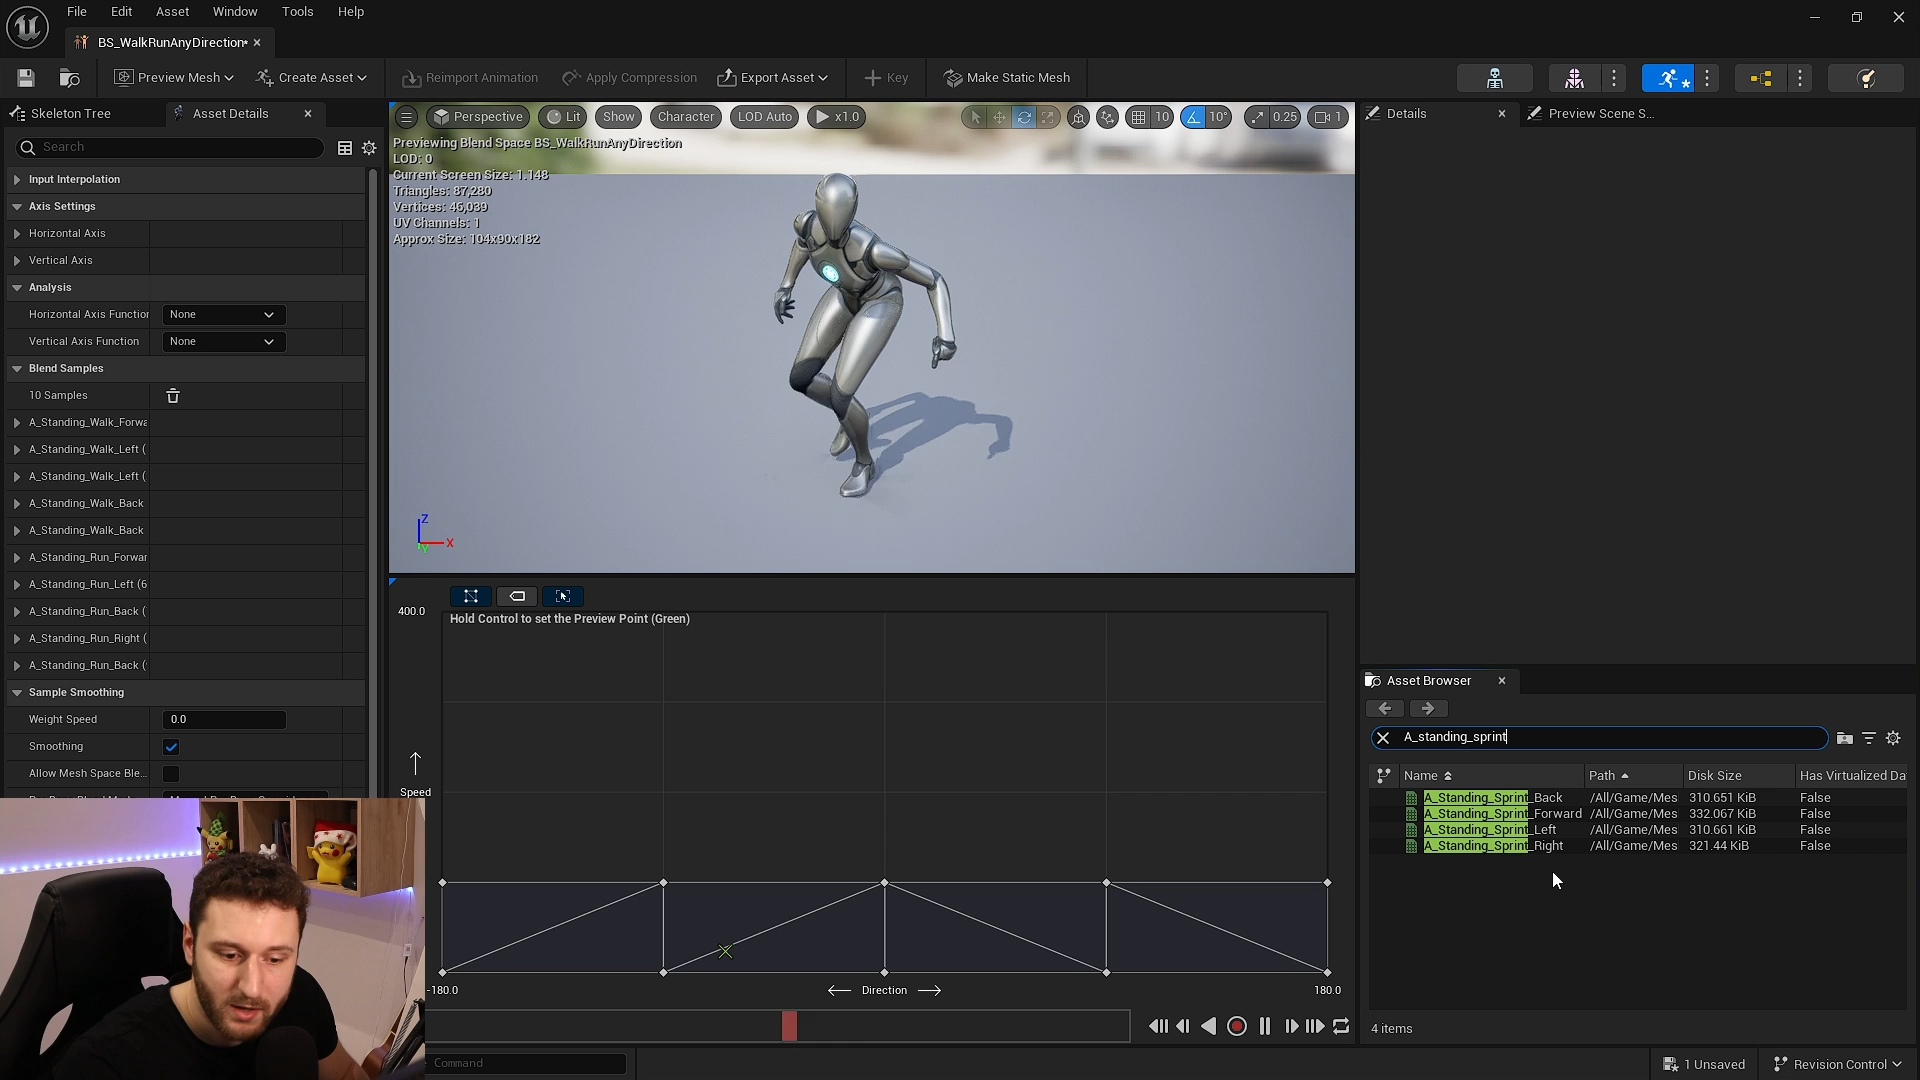 File Edit Asset Window Tools Help
BS_WalkRunAnyDirection*
Preview Mesh Create Asset Reimport Animation Apply Compression Export Asset Key Make Static Mesh
Skeleton Tree Asset Details
Search
Input Interpolation
Axis Settings
Horizontal Axis
Vertical Axis
Analysis
Horizontal Axis Function None
Vertical Axis Function None
Blend Samples
10 Samples
A_Standing_Walk_Forwa
A_Standing_Walk_Left (
A_Standing_Walk_Left (
A_Standing_Walk_Back
A_Standing_Walk_Back
A_Standing_Run_Forwar
A_Standing_Run_Left (6
A_Standing_Run_Back (
A_Standing_Run_Right (
A_Standing_Run_Back (
Sample Smoothing
Weight Speed 0.0
Smoothing
Allow Mesh Space Ble...
Perspective Lit Show Character LOD Auto x1.0 10 10° 0.25 1
Previewing Blend Space BS_WalkRunAnyDirection
LOD: 0
Current Screen Size: 1.148
Triangles: 87,280
Vertices: 46,039
UV Channels: 1
Approx Size: 104x90x182
Z
X
Y
400.0
Hold Control to set the Preview Point (Green)
Speed
-180.0 Direction 180.0
Command
Details Preview Scene S...
Asset Browser
A_standing_sprint
Name Path Disk Size Has Virtualized Da
A_Standing_Sprint_Back /All/Game/Mes 310.651 KiB False
A_Standing_Sprint_Forward /All/Game/Mes 332.067 KiB False
A_Standing_Sprint_Left /All/Game/Mes 310.661 KiB False
A_Standing_Sprint_Right /All/Game/Mes 321.44 KiB False
4 items
1 Unsaved Revision Control